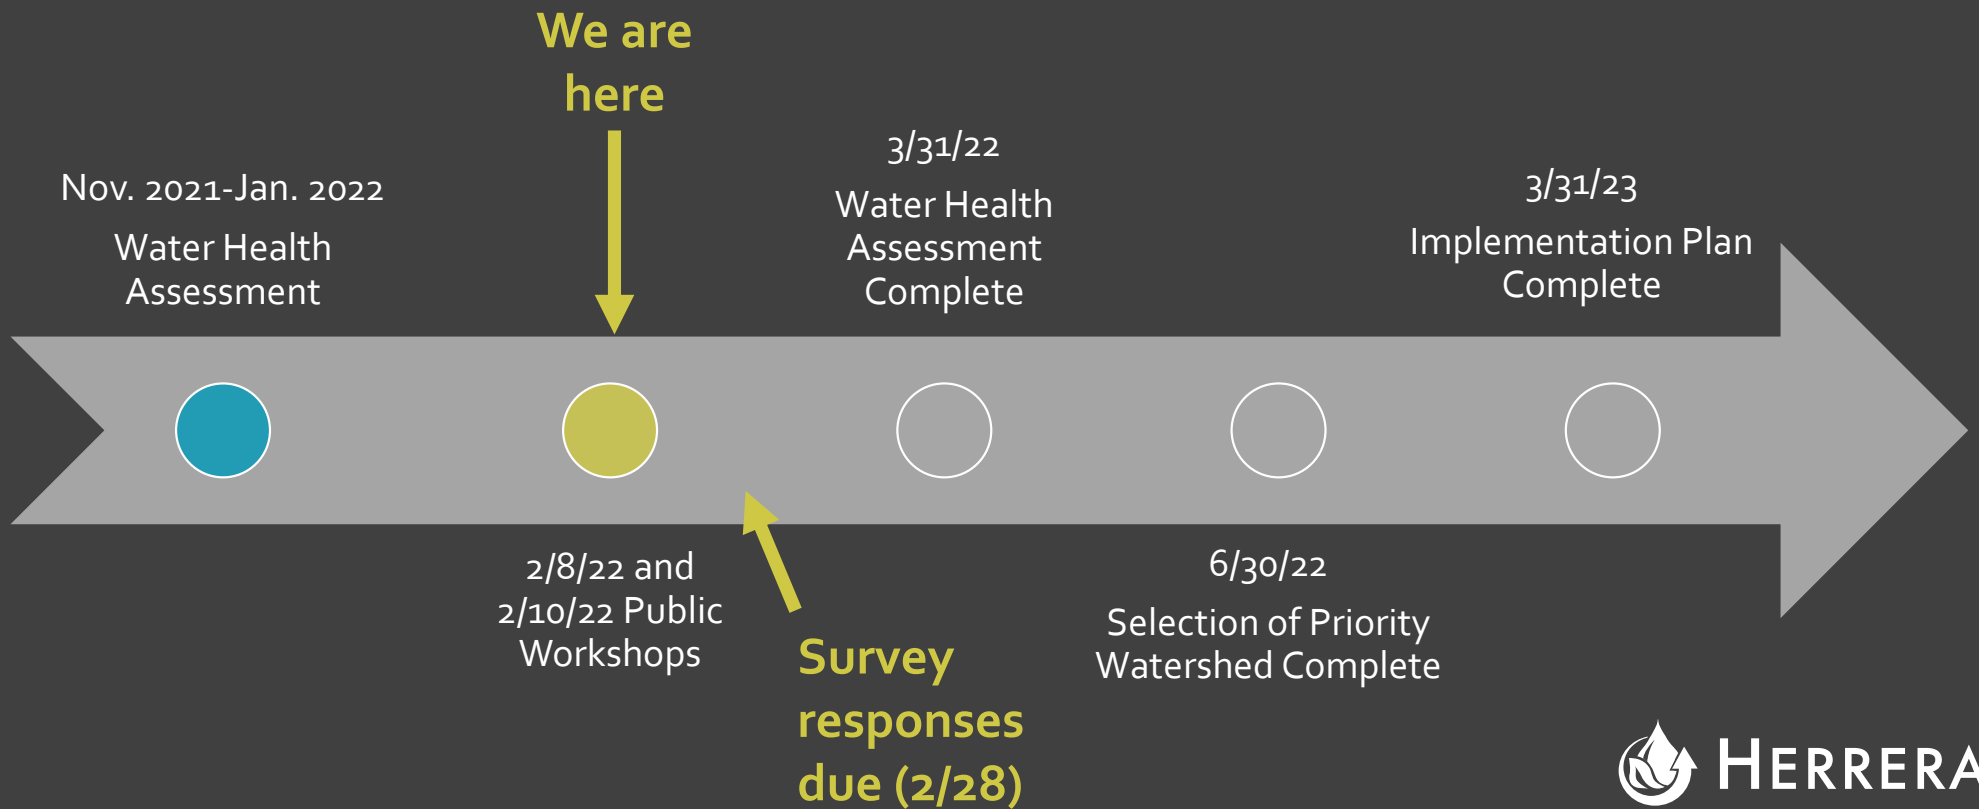 We are
here
Nov. 2021-Jan. 2022
Water Health
Assessment
3/31/22
Water Health
Assessment
Complete
3/31/23
Implementation Plan
Complete
2/8/22 and
2/10/22 Public
Workshops
Survey
responses
due (2/28)
6/30/22
Selection of Priority
Watershed Complete
HERRERA